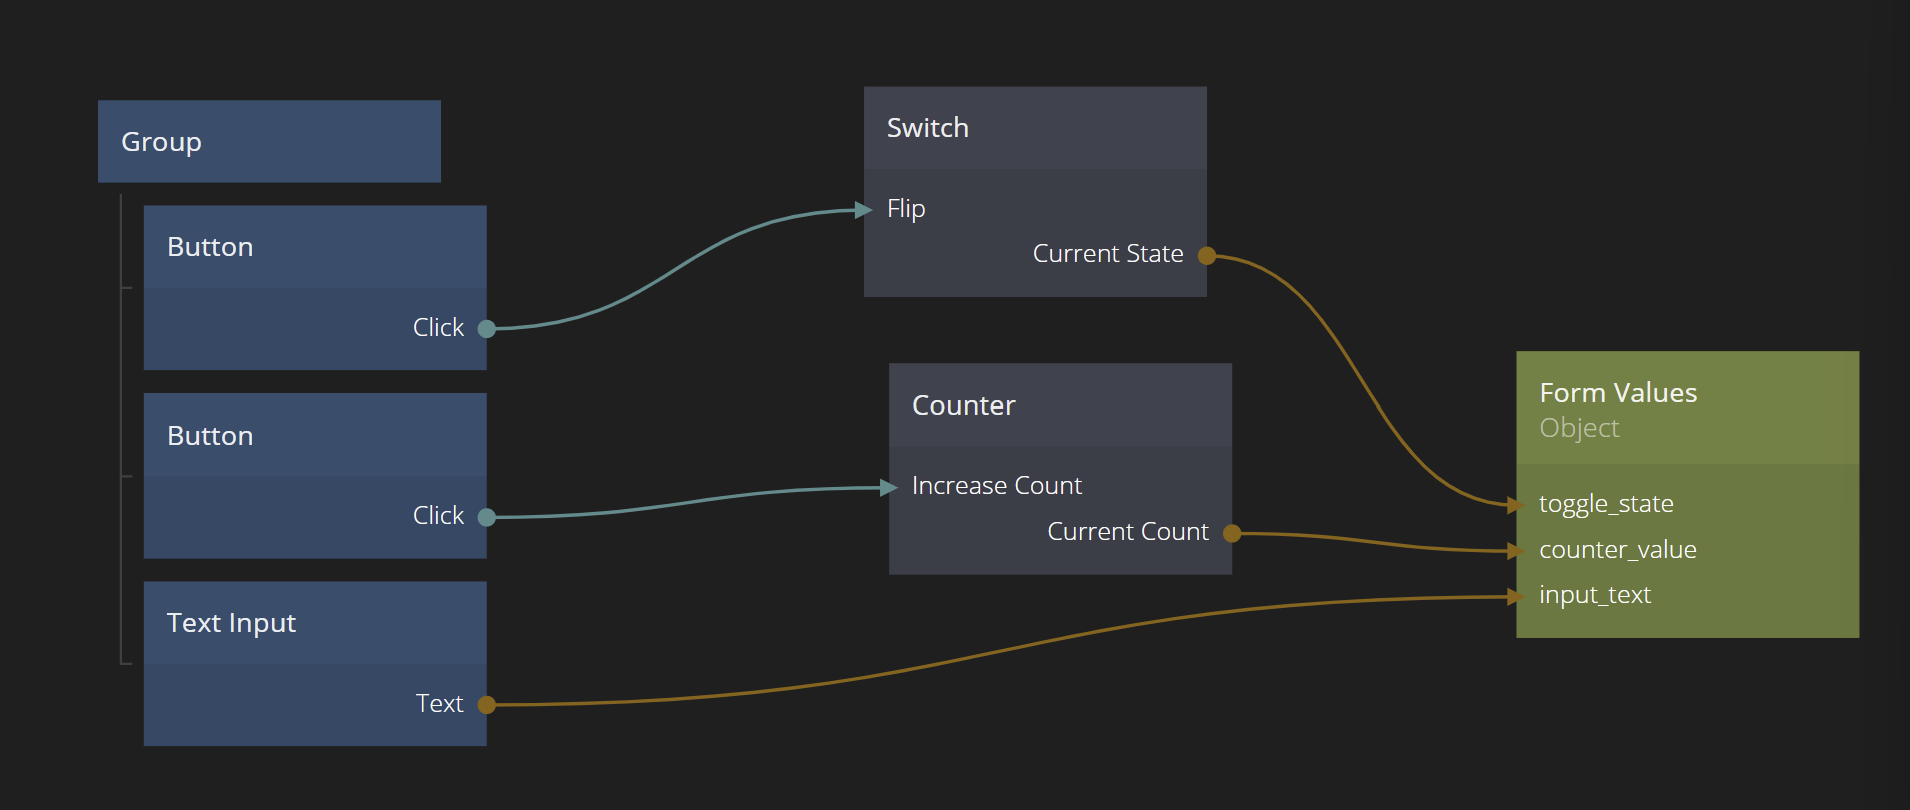 Group
Button
Click
Button
Click
Text Input
Text
Switch
Flip
Current State
Counter
Increase Count
Current Count
Form Values
Object
toggle_state
counter_value
input_text